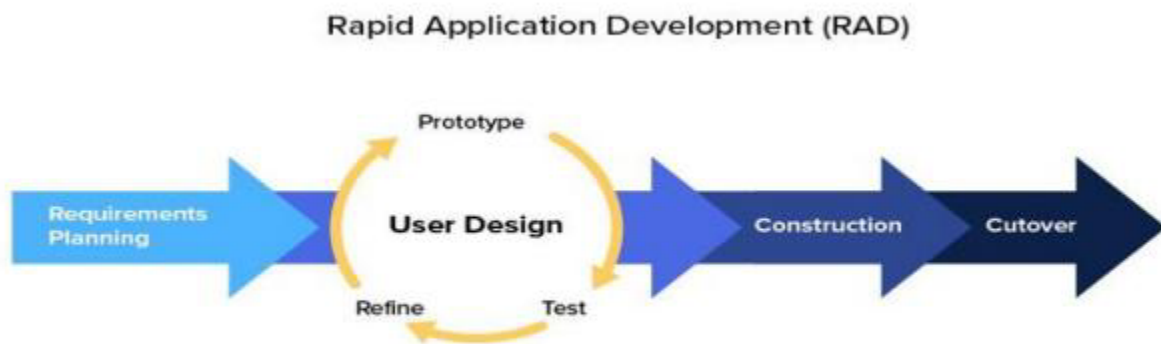 Rapid Application Development (RAD)
Prototype
Requirements
Planning
User Design
Construction
Cutover
Refine
Test